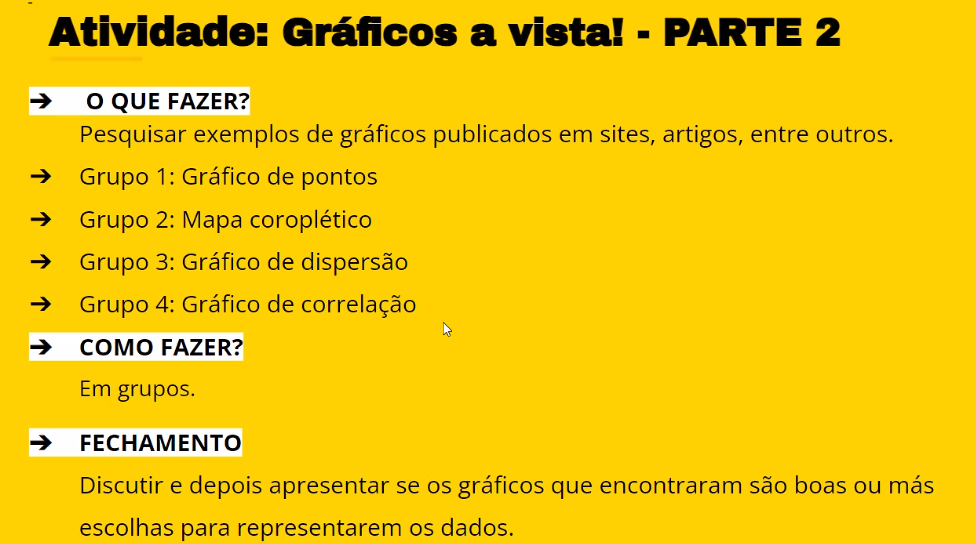 Atividade: Gráficos a vista! - PARTE 2
➔ O QUE FAZER?
Pesquisar exemplos de gráficos publicados em sites, artigos, entre outros.
➔ Grupo 1: Gráfico de pontos
➔ Grupo 2: Mapa coroplético
➔ Grupo 3: Gráfico de dispersão
➔ Grupo 4: Gráfico de correlação
➔ COMO FAZER?
Em grupos.
➔ FECHAMENTO
Discutir e depois apresentar se os gráficos que encontraram são boas ou más
escolhas para representarem os dados.